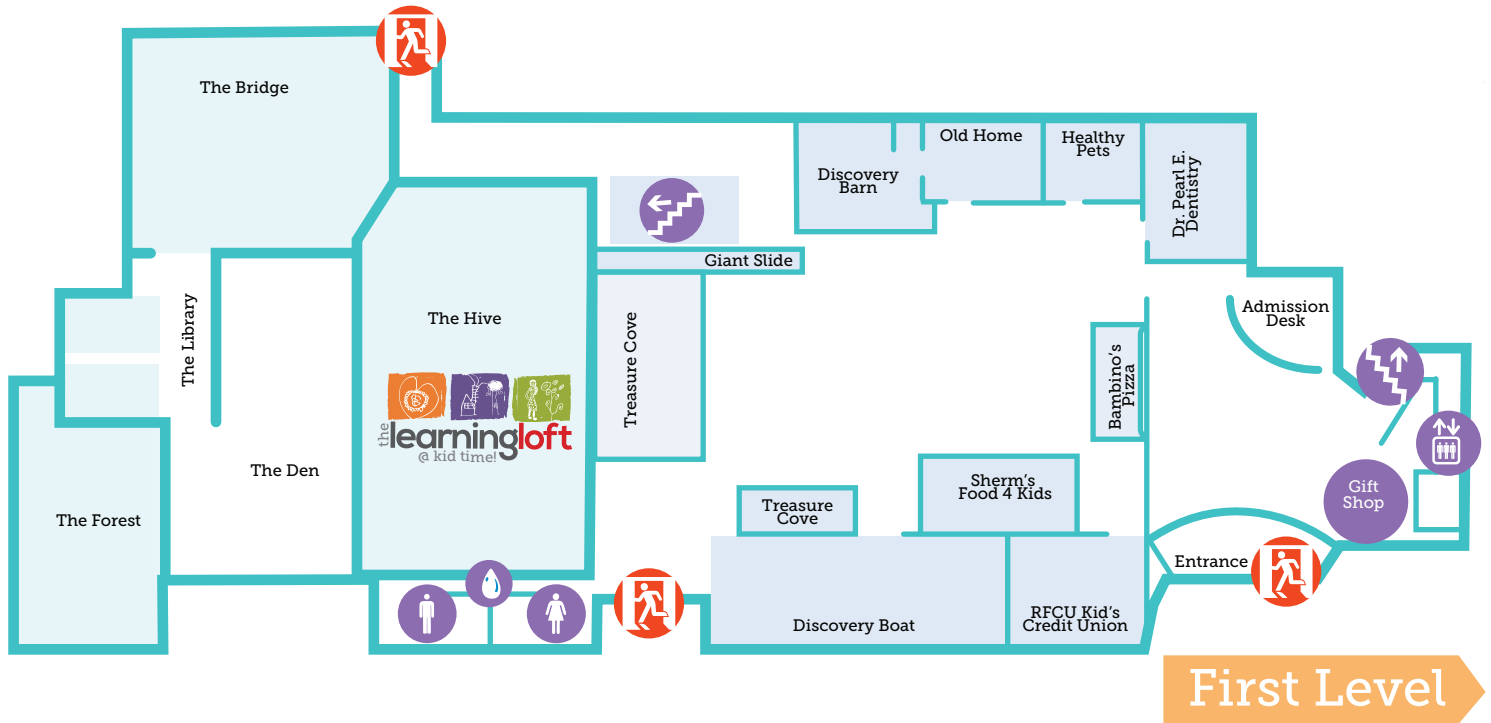 The Bridge
Old Home
Healthy
Pets
Discovery
Barn
Dr. Pearl E.
Dentistry
Giant Slide
The Library
The Hive
Treasure Cove
Admission
Desk
Bambino's
Pizza
the learningloft
@ kid time!
The Den
The Forest
Treasure
Cove
Sherm's
Food 4 Kids
Gift
Shop
Entrance
Discovery Boat
RFCU Kid's
Credit Union
First Level